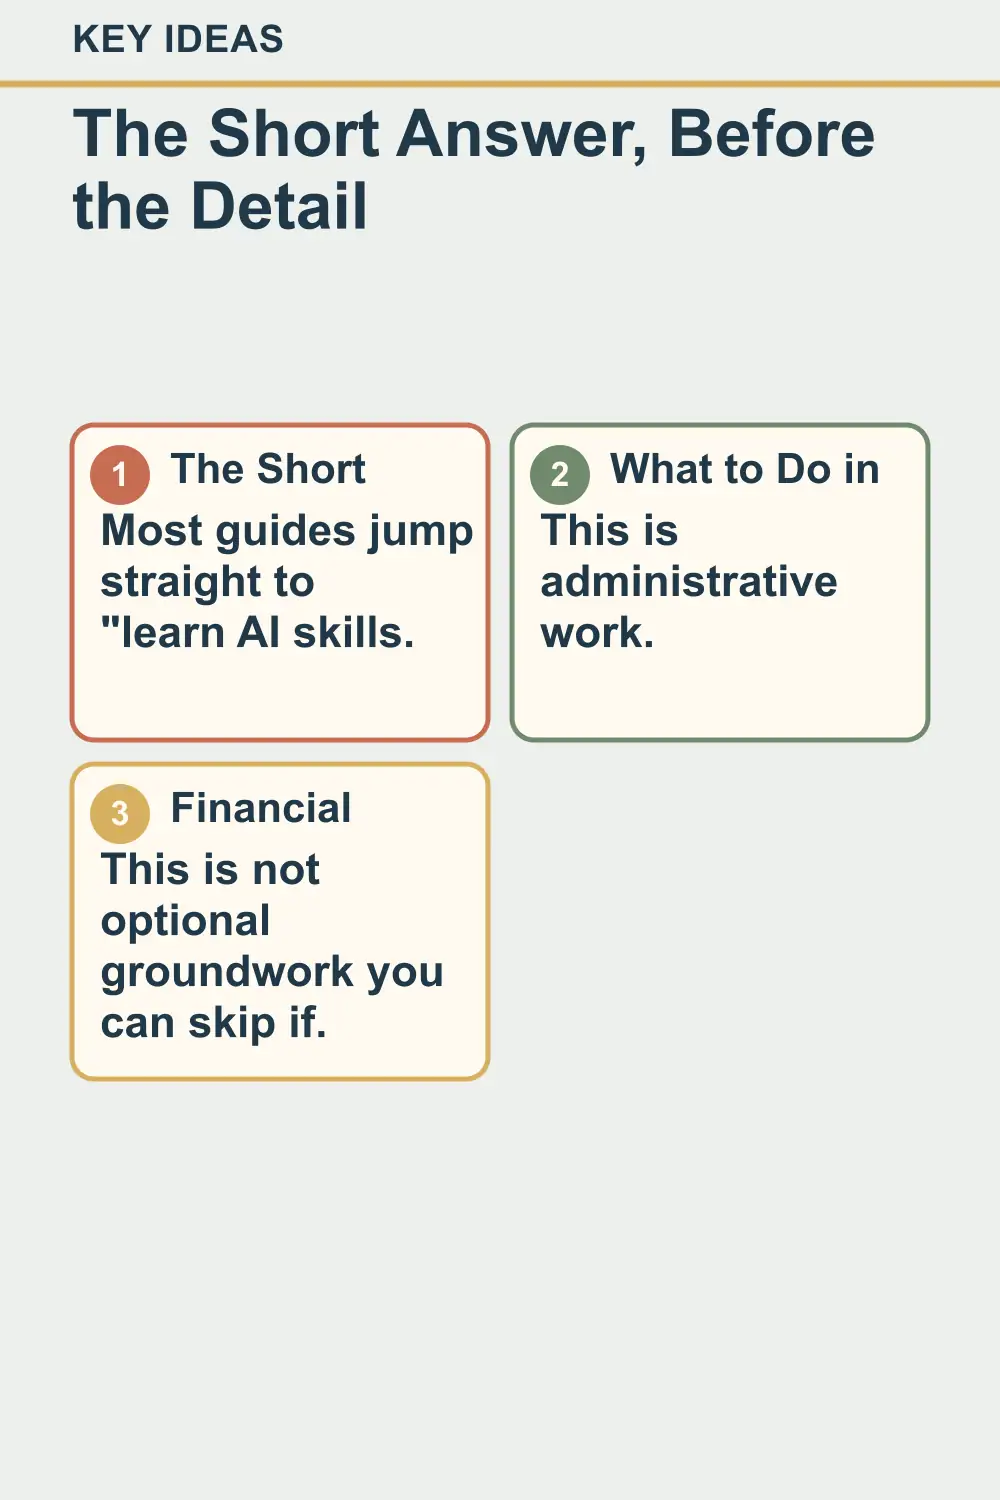 KEY IDEAS
The Short Answer, Before
the Detail
1 The Short
Most guides jump
straight to
"learn AI skills.
2 What to Do in
This is
administrative
work.
3 Financial
This is not
optional
groundwork you
can skip if.